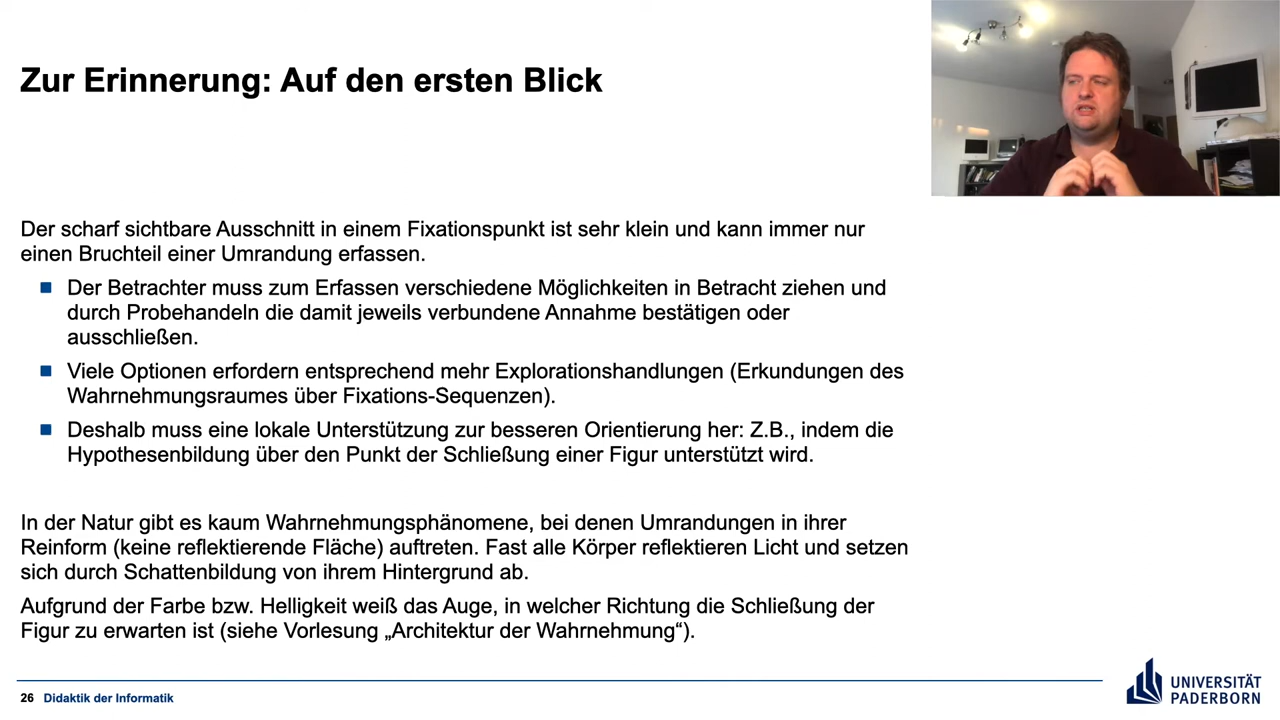 Zur Erinnerung: Auf den ersten Blick
Der scharf sichtbare Ausschnitt in einem Fixationspunkt ist sehr klein und kann immer nur
einen Bruchteil einer Umrandung erfassen.
Der Betrachter muss zum Erfassen verschiedene Möglichkeiten in Betracht ziehen und
durch Probehandeln die damit jeweils verbundene Annahme bestätigen oder
ausschließen.
Viele Optionen erfordern entsprechend mehr Explorationshandlungen (Erkundungen des
Wahrnehmungsraumes über Fixations-Sequenzen).
Deshalb muss eine lokale Unterstützung zur besseren Orientierung her: Z.B., indem die
Hypothesenbildung über den Punkt der Schließung einer Figur unterstützt wird.
In der Natur gibt es kaum Wahrnehmungsphänomene, bei denen Umrandungen in ihrer
Reinform (keine reflektierende Fläche) auftreten. Fast alle Körper reflektieren Licht und setzen
sich durch Schattenbildung von ihrem Hintergrund ab.
Aufgrund der Farbe bzw. Helligkeit weiß das Auge, in welcher Richtung die Schließung der
Figur zu erwarten ist (siehe Vorlesung „Architektur der Wahrnehmung“).
26 Didaktik der Informatik
UNIVERSITÄT
PADERBORN